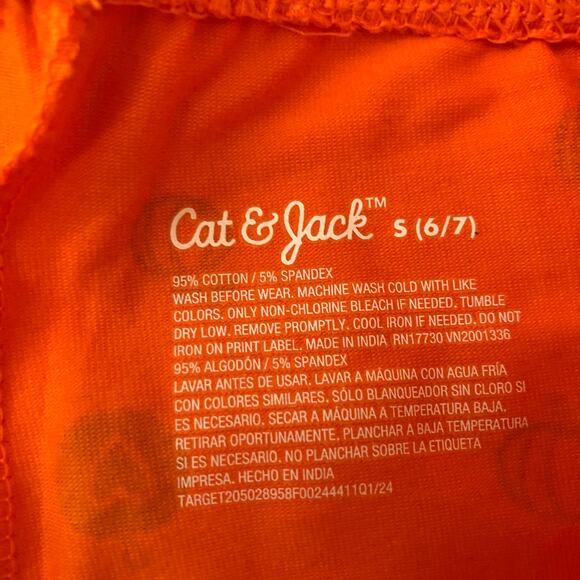 Cat & Jack™ S (6/7)
95% COTTON / 5% SPANDEX
WASH BEFORE WEAR. MACHINE WASH COLD WITH LIKE
COLORS. ONLY NON-CHLORINE BLEACH IF NEEDED. TUMBLE
DRY LOW. REMOVE PROMPTLY. COOL IRON IF NEEDED. DO NOT
IRON ON PRINT LABEL. MADE IN INDIA RN17730 VN2001336
95% ALGODÓN / 5% SPANDEX
LAVAR ANTES DE USAR. LAVAR A MÁQUINA CON AGUA FRÍA
CON COLORES SIMILARES. SÓLO BLANQUEADOR SIN CLORO SI
ES NECESARIO. SECAR A MÁQUINA A TEMPERATURA BAJA.
RETIRAR OPORTUNAMENTE. PLANCHAR A BAJA TEMPERATURA
SI ES NECESARIO. NO PLANCHAR SOBRE LA ETIQUETA
IMPRESA. HECHO EN INDIA
TARGET205028958F00244411Q1/24